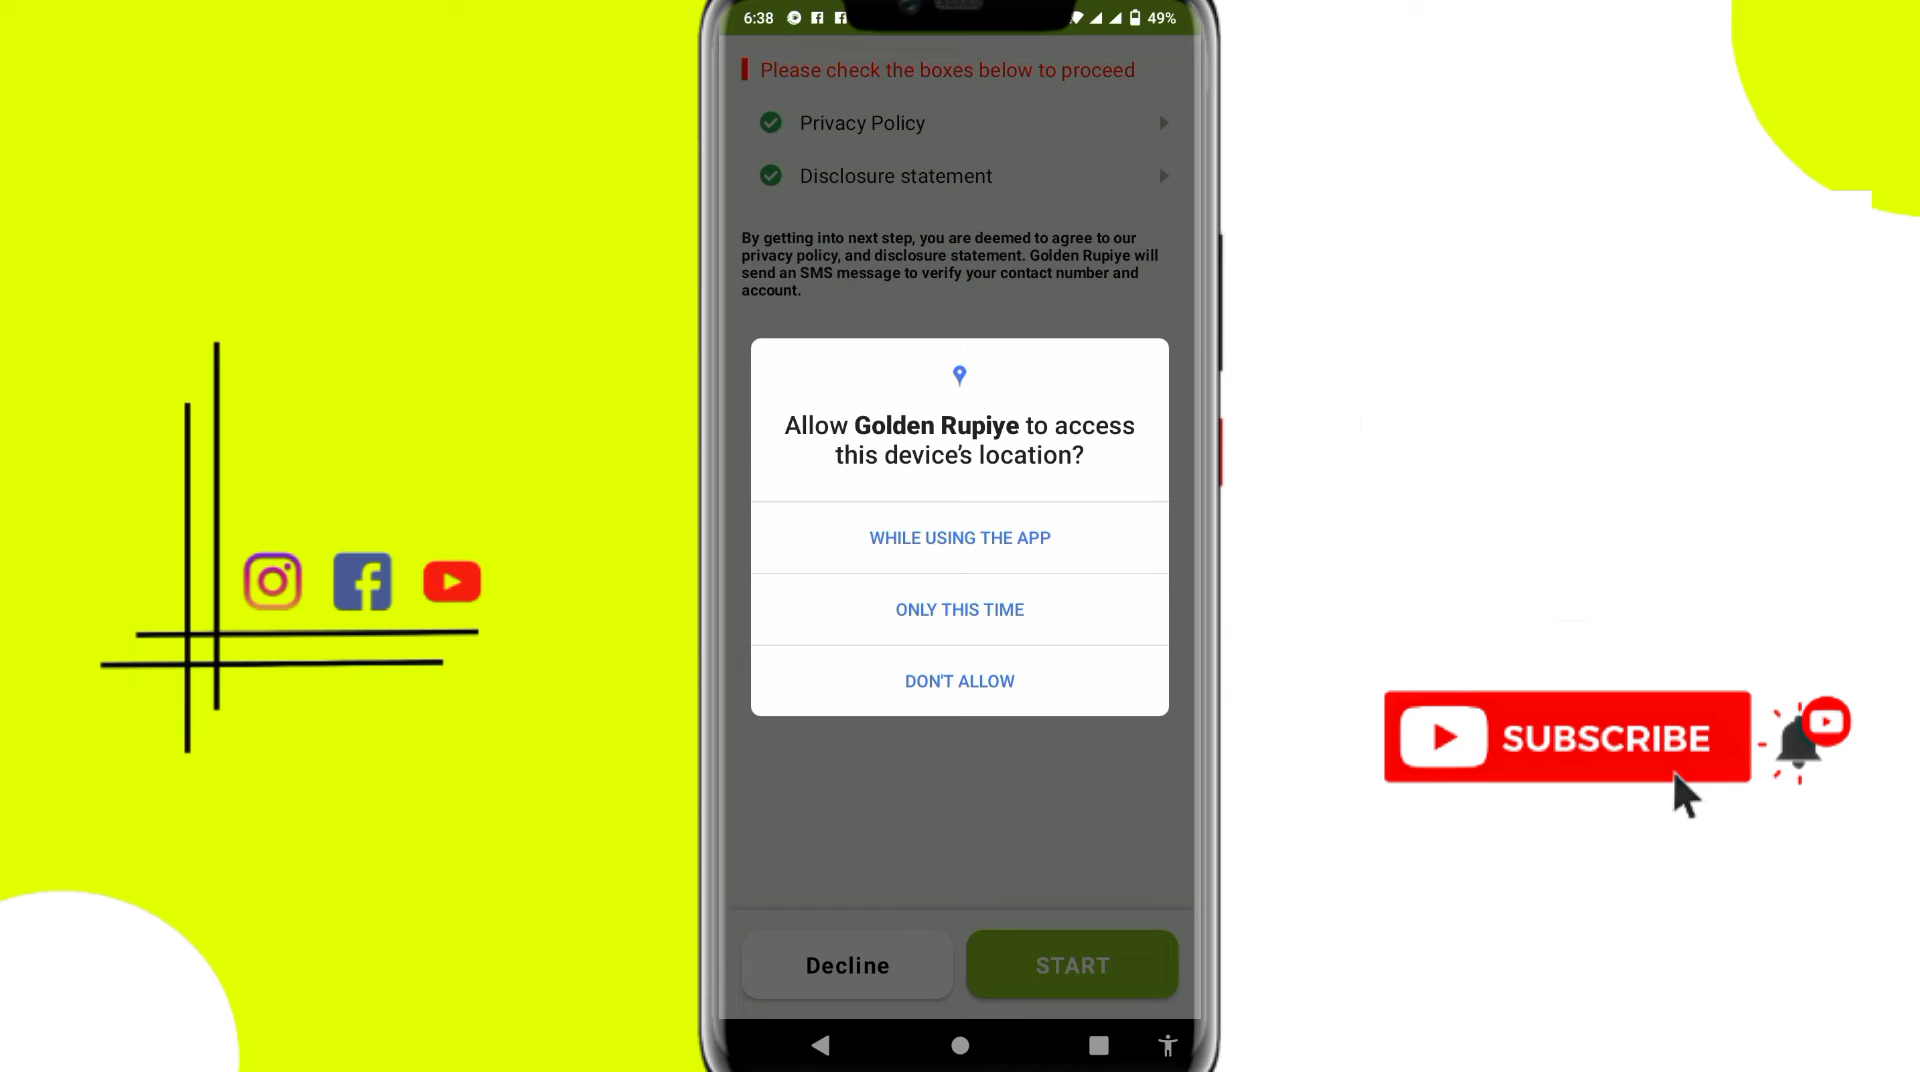 6:38
49%
Please check the boxes below to proceed
Privacy Policy
Disclosure statement
By getting into next step, you are deemed to agree to our
privacy policy, and disclosure statement. Golden Rupiye will
send an SMS message to verify your contact number and
account.
Allow Golden Rupiye to access
this device's location?
WHILE USING THE APP
ONLY THIS TIME
DON'T ALLOW
SUBSCRIBE
Decline
START